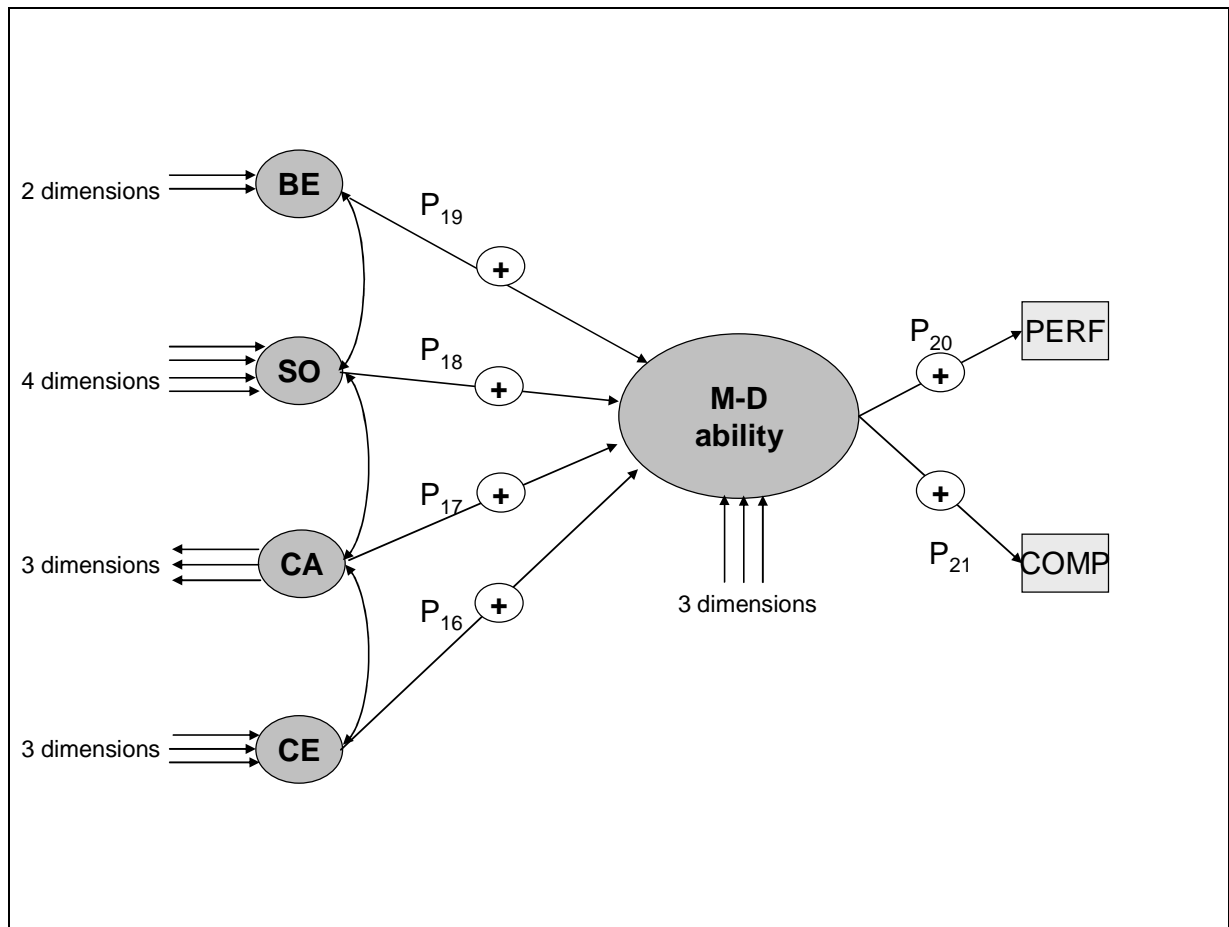 BE
2 dimensions
P19
+
SO
4 dimensions
P18
+
M-D
ability
P20
+
PERF
CA
3 dimensions
P17
+
+
P21
COMP
3 dimensions
CE
3 dimensions
P16
+